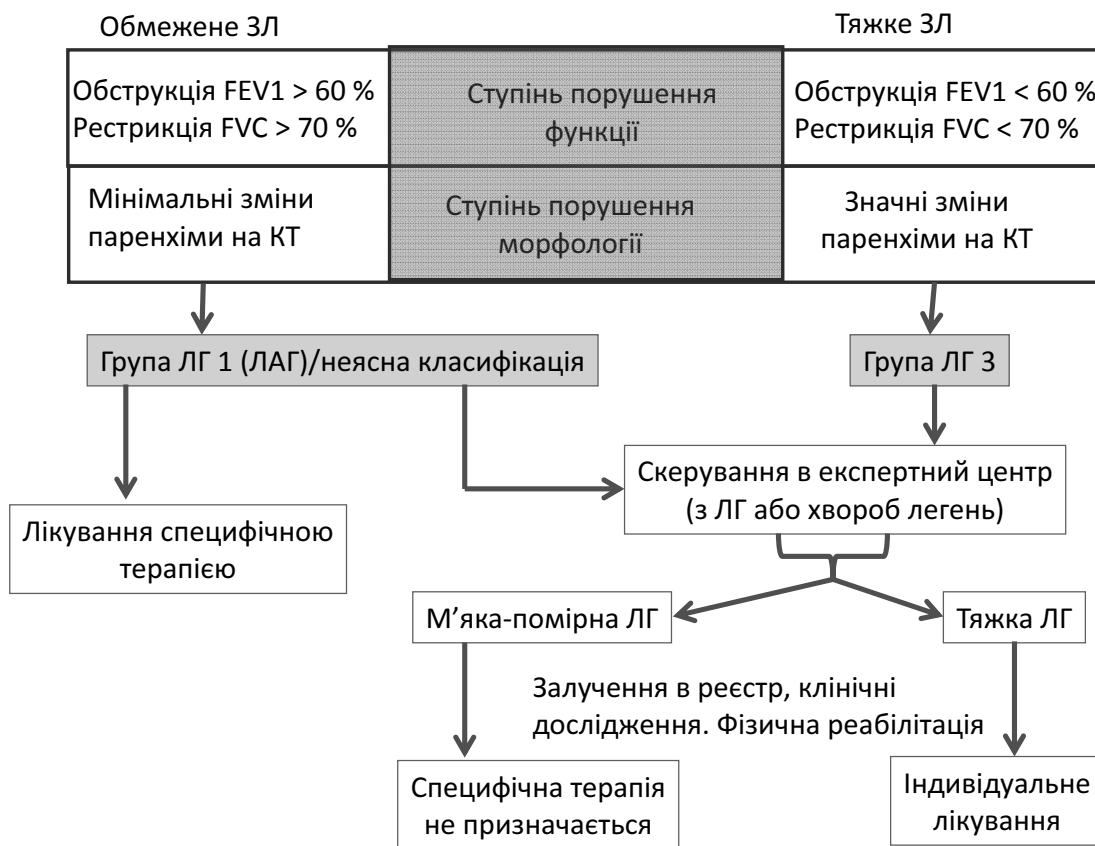 Обмежене ЗЛ
Тяжке ЗЛ
Обструкція FEV1 > 60 %
Рестрикція FVC > 70 %
Ступінь порушення
функції
Обструкція FEV1 < 60 %
Рестрикція FVC < 70 %
Мінімальні зміни
паренхіми на КТ
Ступінь порушення
морфології
Значні зміни
паренхіми на КТ
Група ЛГ 1 (ЛАГ)/неясна класифікація
Група ЛГ 3
Скерування в експертний центр
(з ЛГ або хвороб легень)
Лікування специфічною
терапією
М’яка-помірна ЛГ
Тяжка ЛГ
Залучення в реєстр, клінічні
дослідження. Фізична реабілітація
Специфічна терапія
не призначається
Індивідуальне
лікування